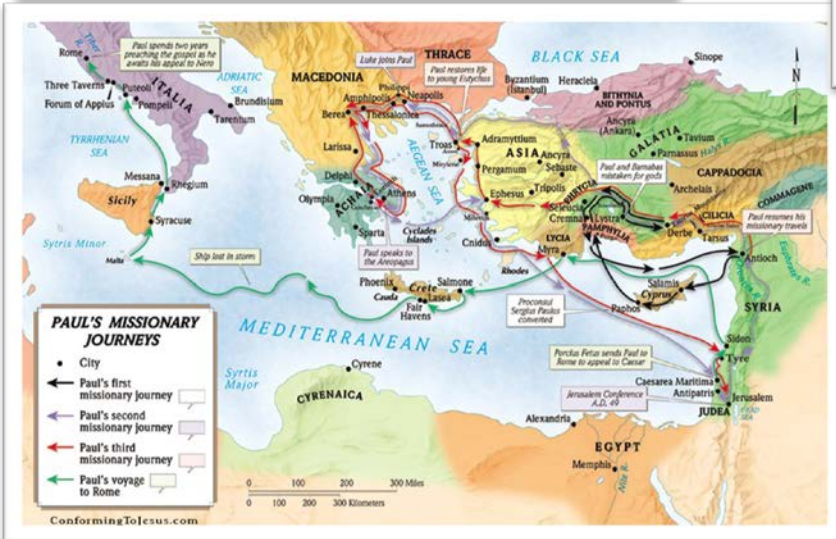 Rome
Tiber
R.
Paul spends two years
preaching the gospel as he
awaits his appeal to Nero
Three Taverns
Forum of Appius
Puteoli
Pompeii
ITALIA
ADRIATIC
SEA
Brundisium
Tarentum
TYRRHENIAN
SEA
Messana
Rhegium
Sicily
Syracuse
Sytris Minor
Malta
Ship lost in storm
MACEDONIA
Luke joins Paul
THRACE
Paul restores life
to young Eutychus
BLACK SEA
Sinope
N
Philippi
Neapolis
Amphipolis
Thessalonica
Berea
Larissa
Delphi
ACHAIA
Olympia
Athens
Sparta
Paul speaks to
the Areopagus
AEGEAN SEA
Cyclades
Islands
Samothrace
Troas
Mitylene
Byzantium
(Istanbul)
Heracleia
BITHYNIA
AND PONTUS
Ancyra
(Ankara)
GALATIA
Tavium
Parnassus
Halys R.
Adramyttium
ASIA
Ancyra
Sebaste
Pergamum
Tripolis
Ephesus
Miletus
Cnidus
Rhodes
LYCIA
Myra
PHRYGIA
Seleucia
Cremna
Lystra
PAMPHYLIA
Paul and Barnabas
mistaken for gods
CAPPADOCIA
Archelais
COMMAGENE
CILICIA
Derbe
Tarsus
Paul resumes his
missionary travels
Antioch
Euphrates R.
SYRIA
Salamis
Cyprus
Paphos
Proconsul
Sergius Paulus
converted
Phoenix
Cauda
Crete
Salmone
Lasea
Fair
Havens
MEDITERRANEAN SEA
Porcius Fetus sends Paul to
Rome to appeal to Caesar
Sidon
Tyre
Caesarea Maritima
Antipatris
Jerusalem
JUDEA
DEAD
SEA
Jerusalem Conference
A.D. 49
Syrtis
Major
Cyrene
CYRENAICA
Alexandria
EGYPT
Memphis
Nile R.
PAUL'S MISSIONARY
JOURNEYS
City
Paul's first
missionary journey
Paul's second
missionary journey
Paul's third
missionary journey
Paul's voyage
to Rome
0 100 200 300 Miles
0 100 200 300 Kilometers
ConformingToJesus.com